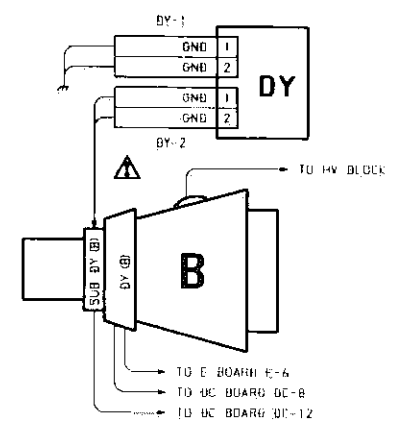 DY-1
GND 1
GND 2
DY
GND 1
GND 2
DY-2
TO HV BLOCK
SUB DY (B)
DY (B)
B
TO E BOARD E-6
TO DC BOARD DC-8
TO DC BOARD DC-12